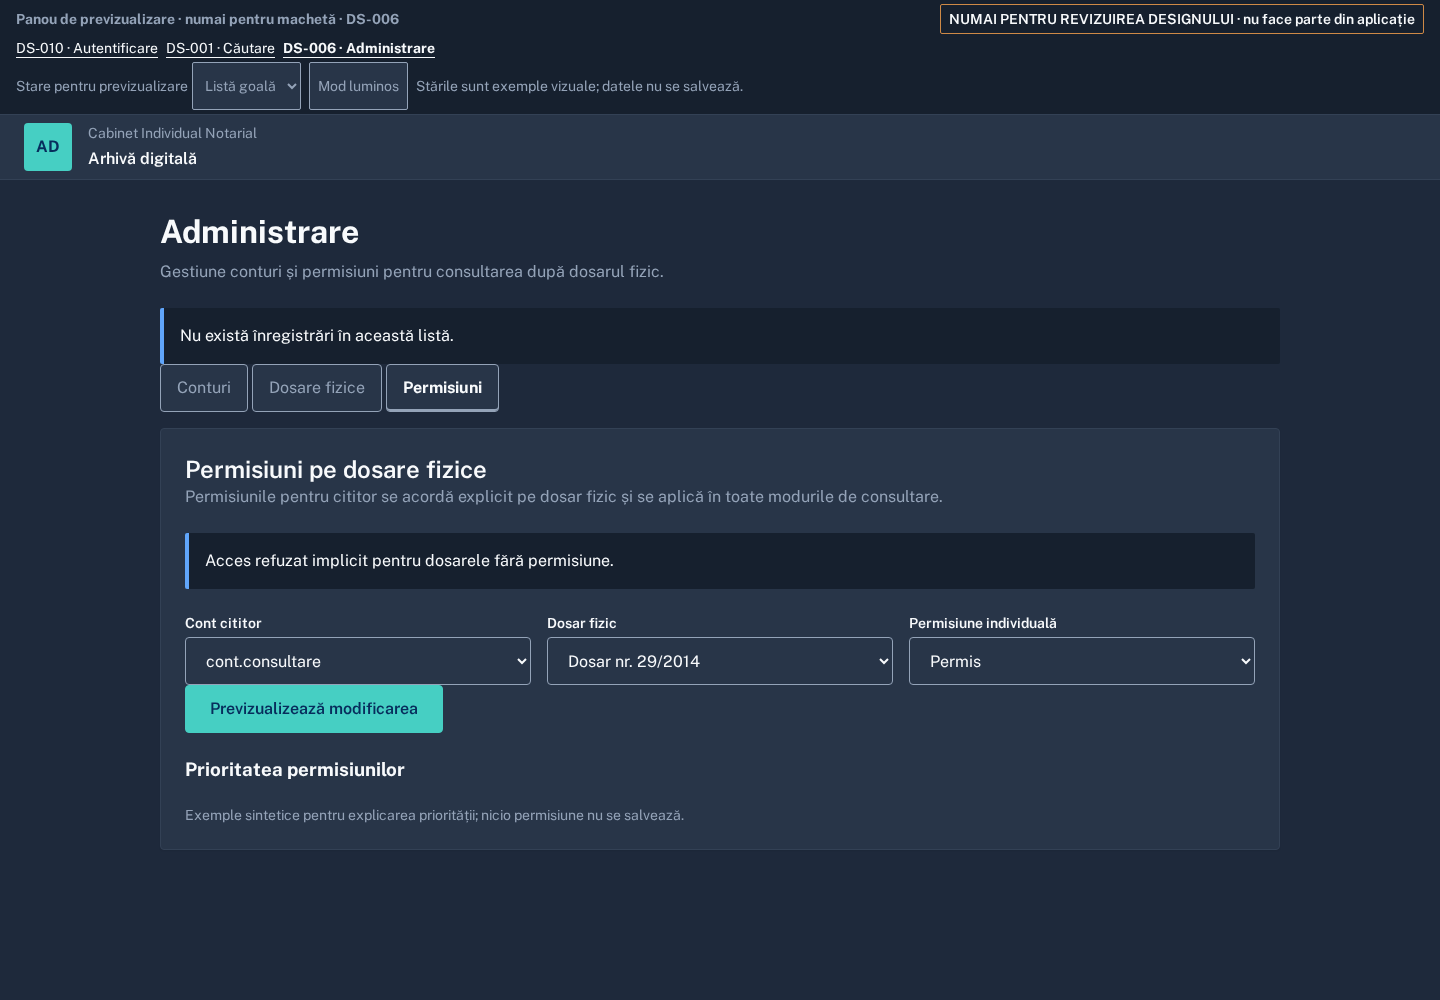 Panou de previzualizare · numai pentru machetă · DS-006
NUMAI PENTRU REVIZUIREA DESIGNULUI · nu face parte din aplicație
DS-010 · Autentificare DS-001 · Căutare DS-006 · Administrare
Stare pentru previzualizare Listă goală Mod luminos Stările sunt exemple vizuale; datele nu se salvează.
AD
Cabinet Individual Notarial
Arhivă digitală
Administrare
Gestiune conturi și permisiuni pentru consultarea după dosarul fizic.
Nu există înregistrări în această listă.
Conturi Dosare fizice Permisiuni
Permisiuni pe dosare fizice
Permisiunile pentru cititor se acordă explicit pe dosar fizic și se aplică în toate modurile de consultare.
Acces refuzat implicit pentru dosarele fără permisiune.
Cont cititor Dosar fizic Permisiune individuală
cont.consultare Dosar nr. 29/2014 Permis
Previzualizează modificarea
Prioritatea permisiunilor
Exemple sintetice pentru explicarea priorității; nicio permisiune nu se salvează.